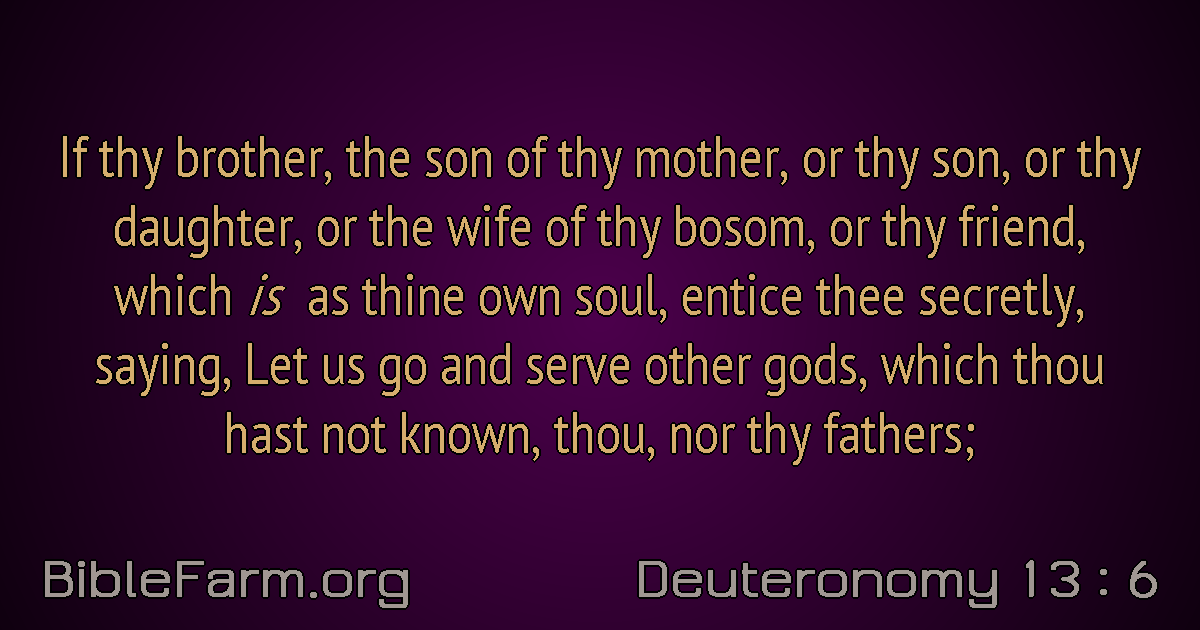 If thy brother, the son of thy mother, or thy son, or thy
daughter, or the wife of thy bosom, or thy friend,
which is as thine own soul, entice thee secretly,
saying, Let us go and serve other gods, which thou
hast not known, thou, nor thy fathers;
BibleFarm.org
Deuteronomy 13 : 6